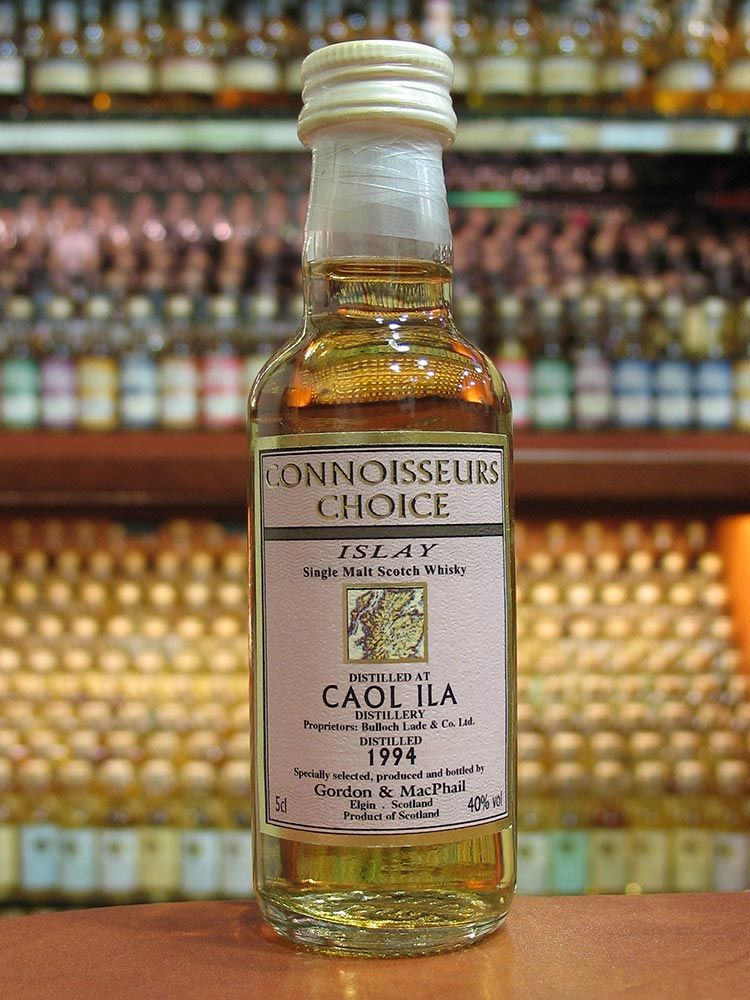 CONNOISSEURS
CHOICE
ISLAY
Single Malt Scotch Whisky
DISTILLED AT
CAOL ILA
DISTILLERY
Proprietors: Bulloch Lade & Co. Ltd.
DISTILLED
1994
Specially selected, produced and bottled by
Gordon & MacPhail
Elgin . Scotland
5cl 40% vol
Product of Scotland